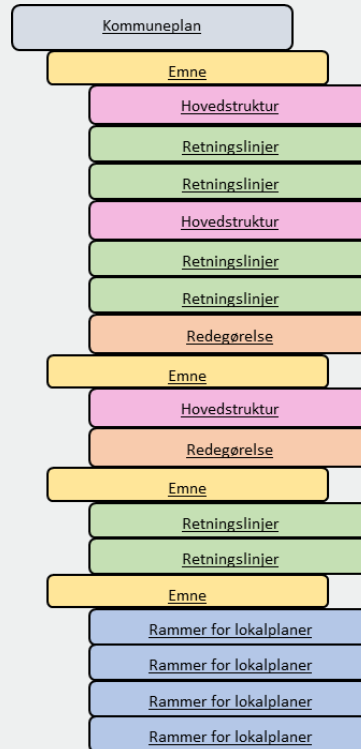 Kommuneplan
Emne
Hovedstruktur
Retningslinjer
Retningslinjer
Hovedstruktur
Retningslinjer
Retningslinjer
Redegørelse
Emne
Hovedstruktur
Redegørelse
Emne
Retningslinjer
Retningslinjer
Emne
Rammer for lokalplaner
Rammer for lokalplaner
Rammer for lokalplaner
Rammer for lokalplaner